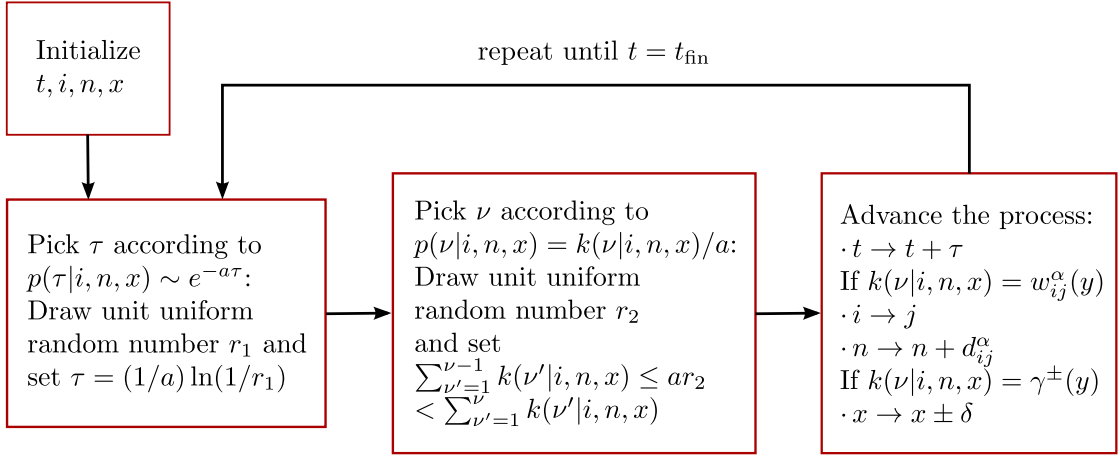 Initialize
t, i, n, x
repeat until t = t_fin
Pick τ according to
p(τ|i, n, x) ∼ e^{−aτ}:
Draw unit uniform
random number r_1 and
set τ = (1/a) ln(1/r_1)
Pick ν according to
p(ν|i, n, x) = k(ν|i, n, x)/a:
Draw unit uniform
random number r_2
and set
∑_{ν′=1}^{ν−1} k(ν′|i, n, x) ≤ ar_2
< ∑_{ν′=1}^{ν} k(ν′|i, n, x)
Advance the process:
· t → t + τ
If k(ν|i, n, x) = w_{ij}^{α}(y)
· i → j
· n → n + d_{ij}^{α}
If k(ν|i, n, x) = γ^{±}(y)
· x → x ± δ